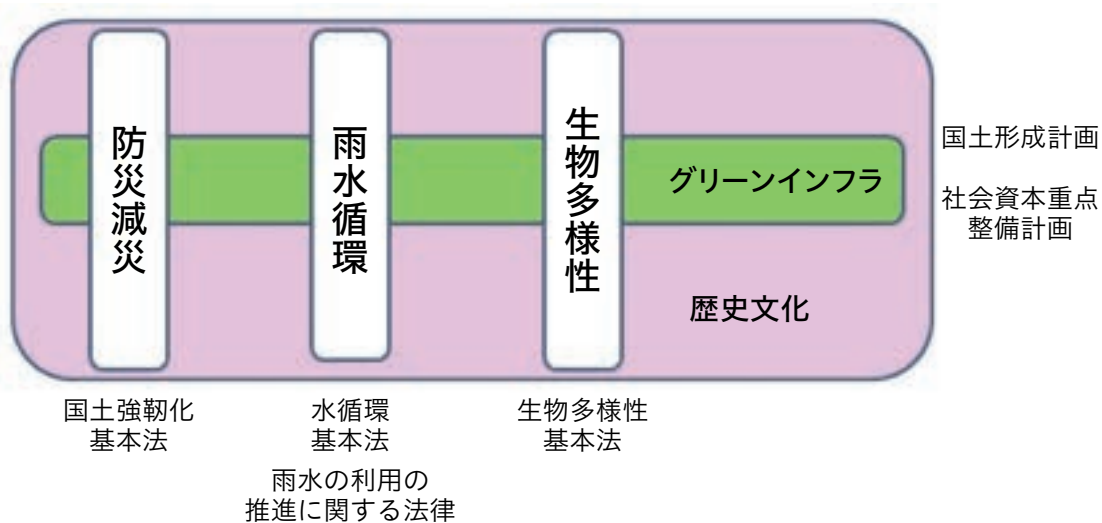 防災減災
雨水循環
生物多様性
グリーンインフラ
歴史文化
国土形成計画
社会資本重点
整備計画
国土強靭化
基本法
水循環
基本法
雨水の利用の
推進に関する法律
生物多様性
基本法